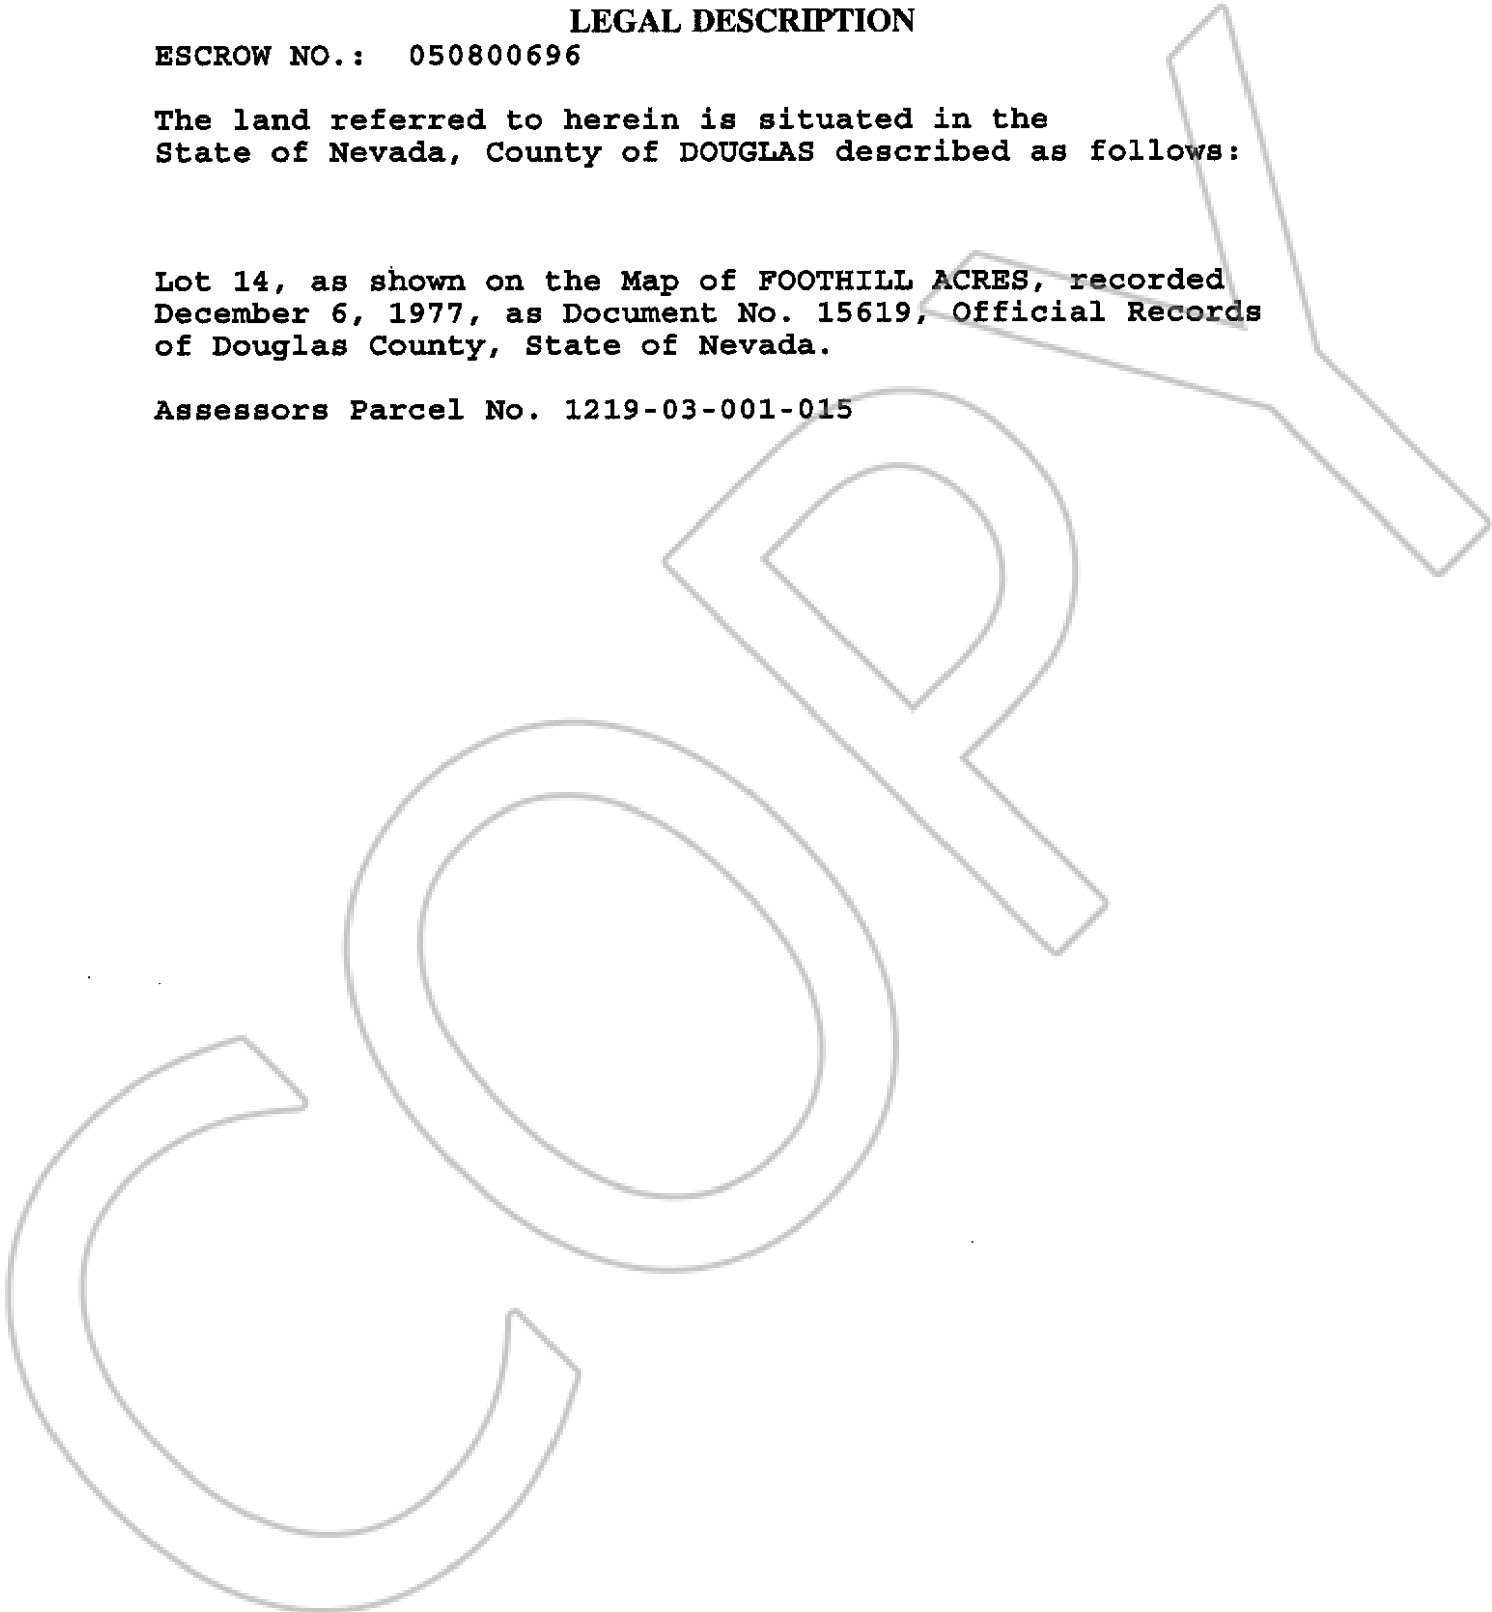 LEGAL DESCRIPTION
ESCROW NO.: 050800696
The land referred to herein is situated in the
State of Nevada, County of DOUGLAS described as follows:
Lot 14, as shown on the Map of FOOTHILL ACRES, recorded
December 6, 1977, as Document No. 15619, Official Records
of Douglas County, State of Nevada.
Assessors Parcel No. 1219-03-001-015
COPY